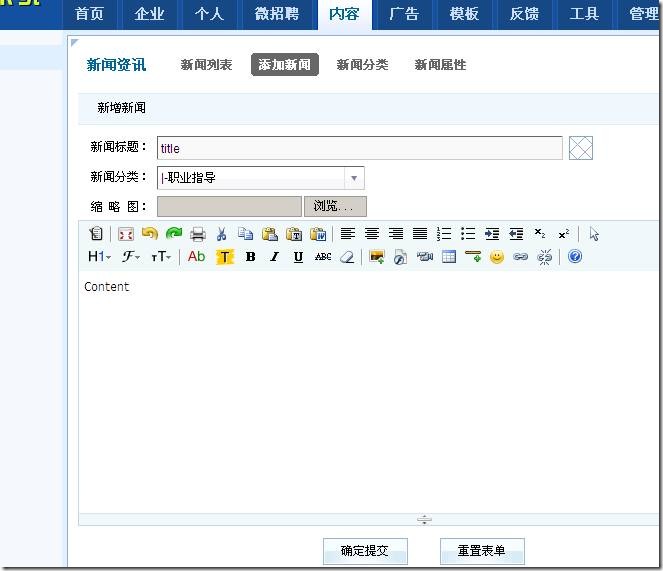 首页 企业 个人 微招聘 内容 广告 模板 反馈 工具 管理
新闻资讯 新闻列表 添加新闻 新闻分类 新闻属性
新增新闻
新闻标题： title
新闻分类： |-职业指导
缩 略 图： 浏览...
H1 F TT Ab T B I U ABC
Content
确定提交 重置表单